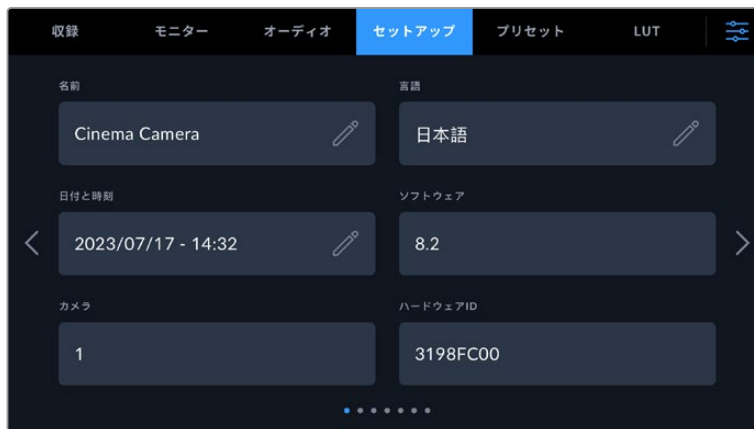 収録 モニター オーディオ セットアップ プリセット LUT
名前 言語
Cinema Camera 日本語
日付と時刻 ソフトウェア
2023/07/17 - 14:32 8.2
カメラ ハードウェアID
1 3198FC00